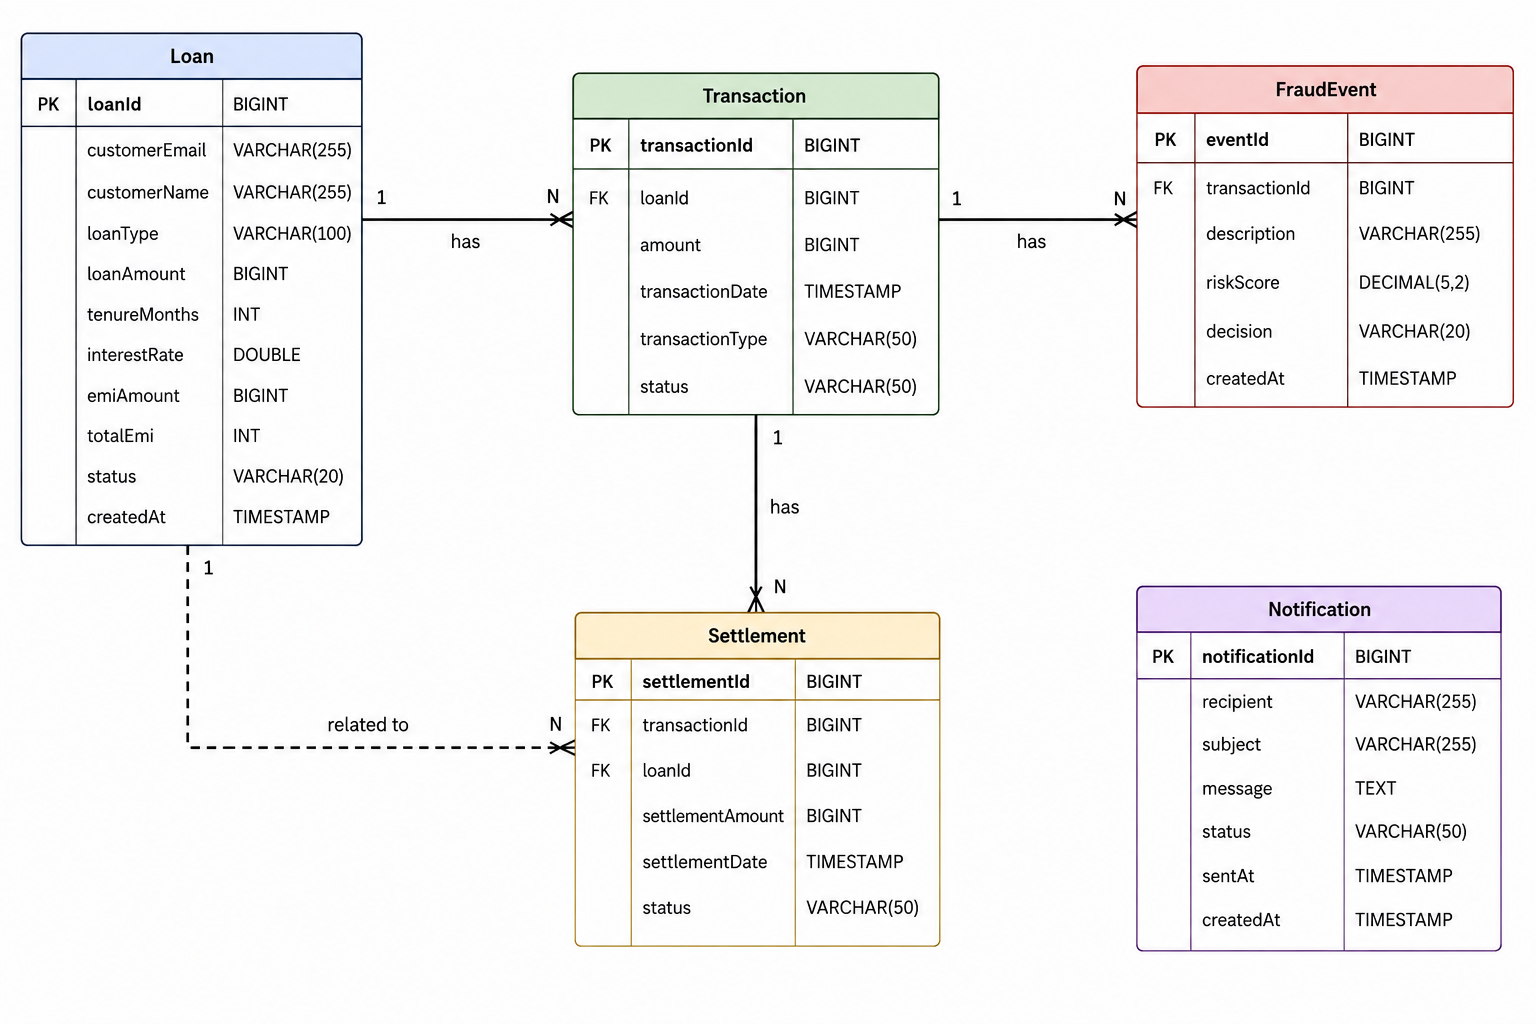 Loan
PK loanId BIGINT
customerEmail VARCHAR(255)
customerName VARCHAR(255)
loanType VARCHAR(100)
loanAmount BIGINT
tenureMonths INT
interestRate DOUBLE
emiAmount BIGINT
totalEmi INT
status VARCHAR(20)
createdAt TIMESTAMP
1 N
has
Transaction
PK transactionId BIGINT
FK loanId BIGINT
amount BIGINT
transactionDate TIMESTAMP
transactionType VARCHAR(50)
status VARCHAR(50)
1 N
has
FraudEvent
PK eventId BIGINT
FK transactionId BIGINT
description VARCHAR(255)
riskScore DECIMAL(5,2)
decision VARCHAR(20)
createdAt TIMESTAMP
1
has
N
1
related to N
Settlement
PK settlementId BIGINT
FK transactionId BIGINT
FK loanId BIGINT
settlementAmount BIGINT
settlementDate TIMESTAMP
status VARCHAR(50)
Notification
PK notificationId BIGINT
recipient VARCHAR(255)
subject VARCHAR(255)
message TEXT
status VARCHAR(50)
sentAt TIMESTAMP
createdAt TIMESTAMP